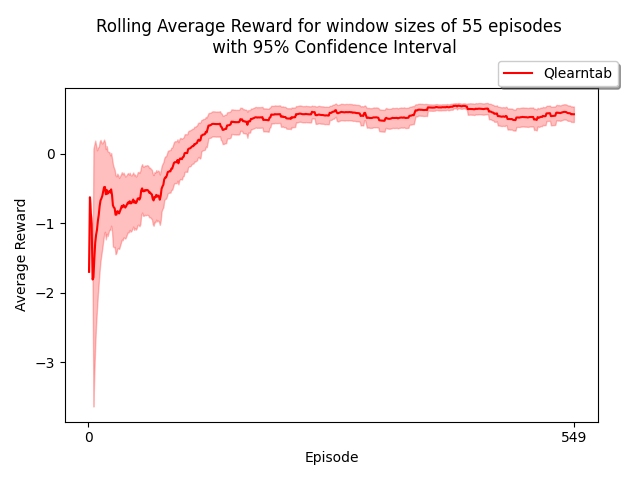 Rolling Average Reward for window sizes of 55 episodes
with 95% Confidence Interval
Qlearntab
0
−1
−2
−3
Average Reward
0
549
Episode